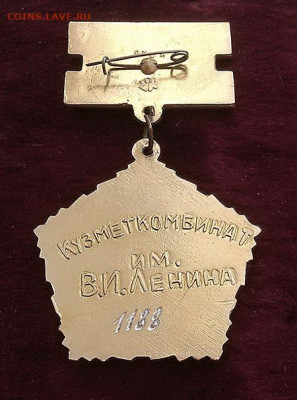 COINS.LAVE.RU
КУЗМЕТКОМБИНАТ
ИМ.
В.И.ЛЕНИНА
1188